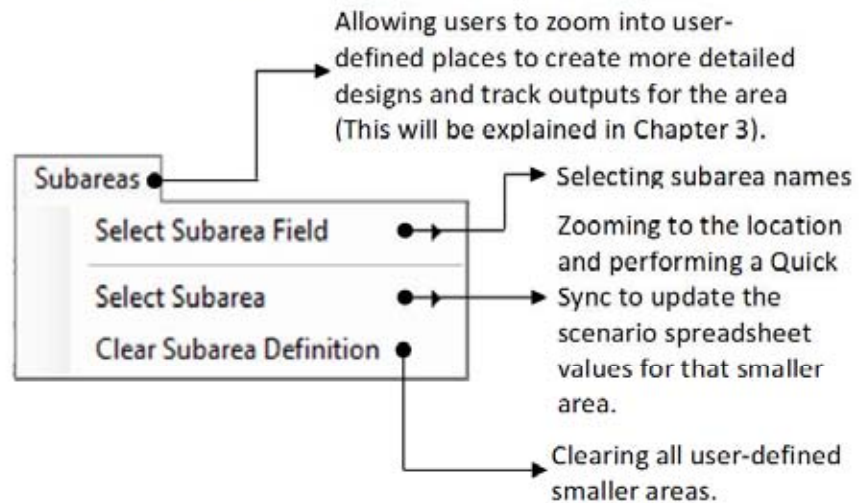 Allowing users to zoom into user-
defined places to create more detailed
designs and track outputs for the area
(This will be explained in Chapter 3).
Subareas
Selecting subarea names
Select Subarea Field
Zooming to the location
and performing a Quick
Select Subarea
Sync to update the
scenario spreadsheet
Clear Subarea Definition
values for that smaller
area.
Clearing all user-defined
smaller areas.